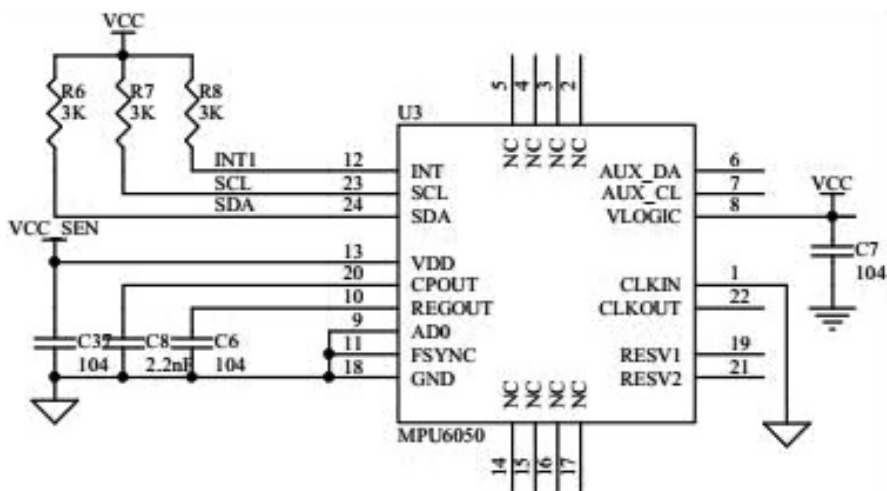 VCC
R6 R7 R8
3K 3K 3K
5 4 3 2
U3
NC NC NC NC
INT1 12 INT AUX_DA 6
SCL 23 SCL AUX_CL 7 VCC
SDA 24 SDA VLOGIC 8
VCC_SEN
13 VDD C7
20 CPOUT CLKIN 1 104
10 REGOUT CLKOUT 22
9 AD0
C37 C8 C6 11 FSYNC RESV1 19
104 2.2nF 104 18 GND RESV2 21
NC NC NC NC
MPU6050
14 15 16 17